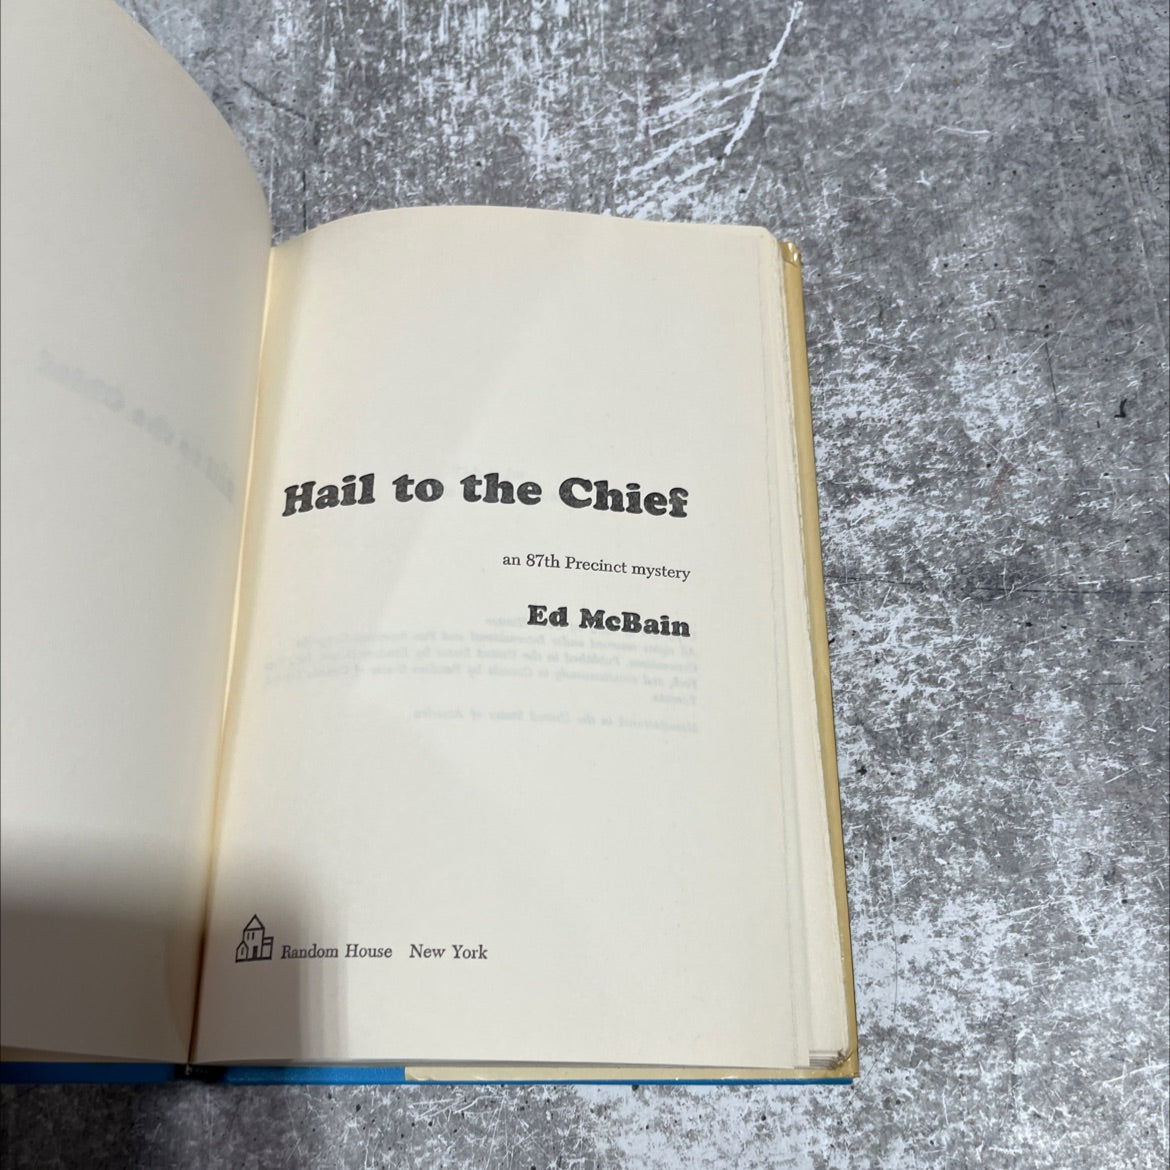 Hail to the Chief
an 87th Precinct mystery
Ed McBain
Random House New York